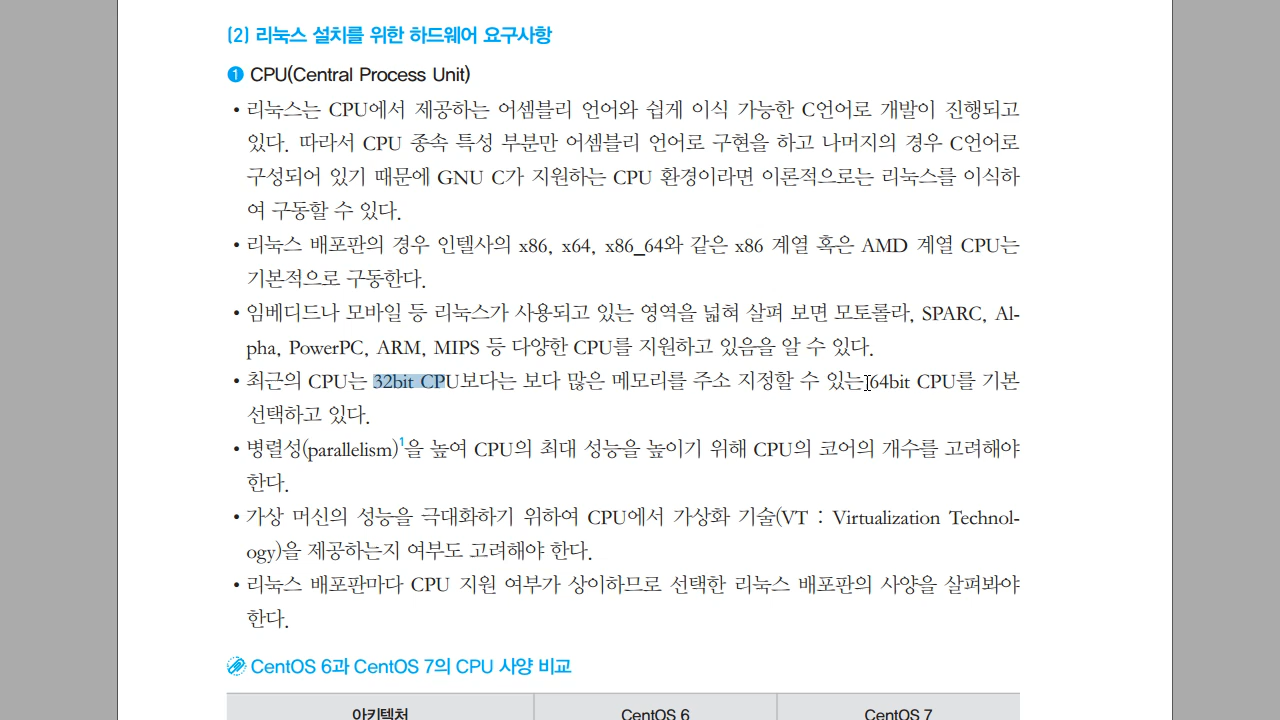 (2) 리눅스 설치를 위한 하드웨어 요구사항
❶ CPU(Central Process Unit)
• 리눅스는 CPU에서 제공하는 어셈블리 언어와 쉽게 이식 가능한 C언어로 개발이 진행되고
있다. 따라서 CPU 종속 특성 부분만 어셈블리 언어로 구현을 하고 나머지의 경우 C언어로
구성되어 있기 때문에 GNU C가 지원하는 CPU 환경이라면 이론적으로는 리눅스를 이식하
여 구동할 수 있다.
• 리눅스 배포판의 경우 인텔사의 x86, x64, x86_64와 같은 x86 계열 혹은 AMD 계열 CPU는
기본적으로 구동한다.
• 임베디드나 모바일 등 리눅스가 사용되고 있는 영역을 넓혀 살펴 보면 모토롤라, SPARC, Al-
pha, PowerPC, ARM, MIPS 등 다양한 CPU를 지원하고 있음을 알 수 있다.
• 최근의 CPU는 32bit CPU보다는 보다 많은 메모리를 주소 지정할 수 있는 64bit CPU를 기본
선택하고 있다.
• 병렬성(parallelism)1을 높여 CPU의 최대 성능을 높이기 위해 CPU의 코어의 개수를 고려해야
한다.
• 가상 머신의 성능을 극대화하기 위하여 CPU에서 가상화 기술(VT : Virtualization Technol-
ogy)을 제공하는지 여부도 고려해야 한다.
• 리눅스 배포판마다 CPU 지원 여부가 상이하므로 선택한 리눅스 배포판의 사양을 살펴봐야
한다.
CentOS 6과 CentOS 7의 CPU 사양 비교
아키텍처 CentOS 6 CentOS 7